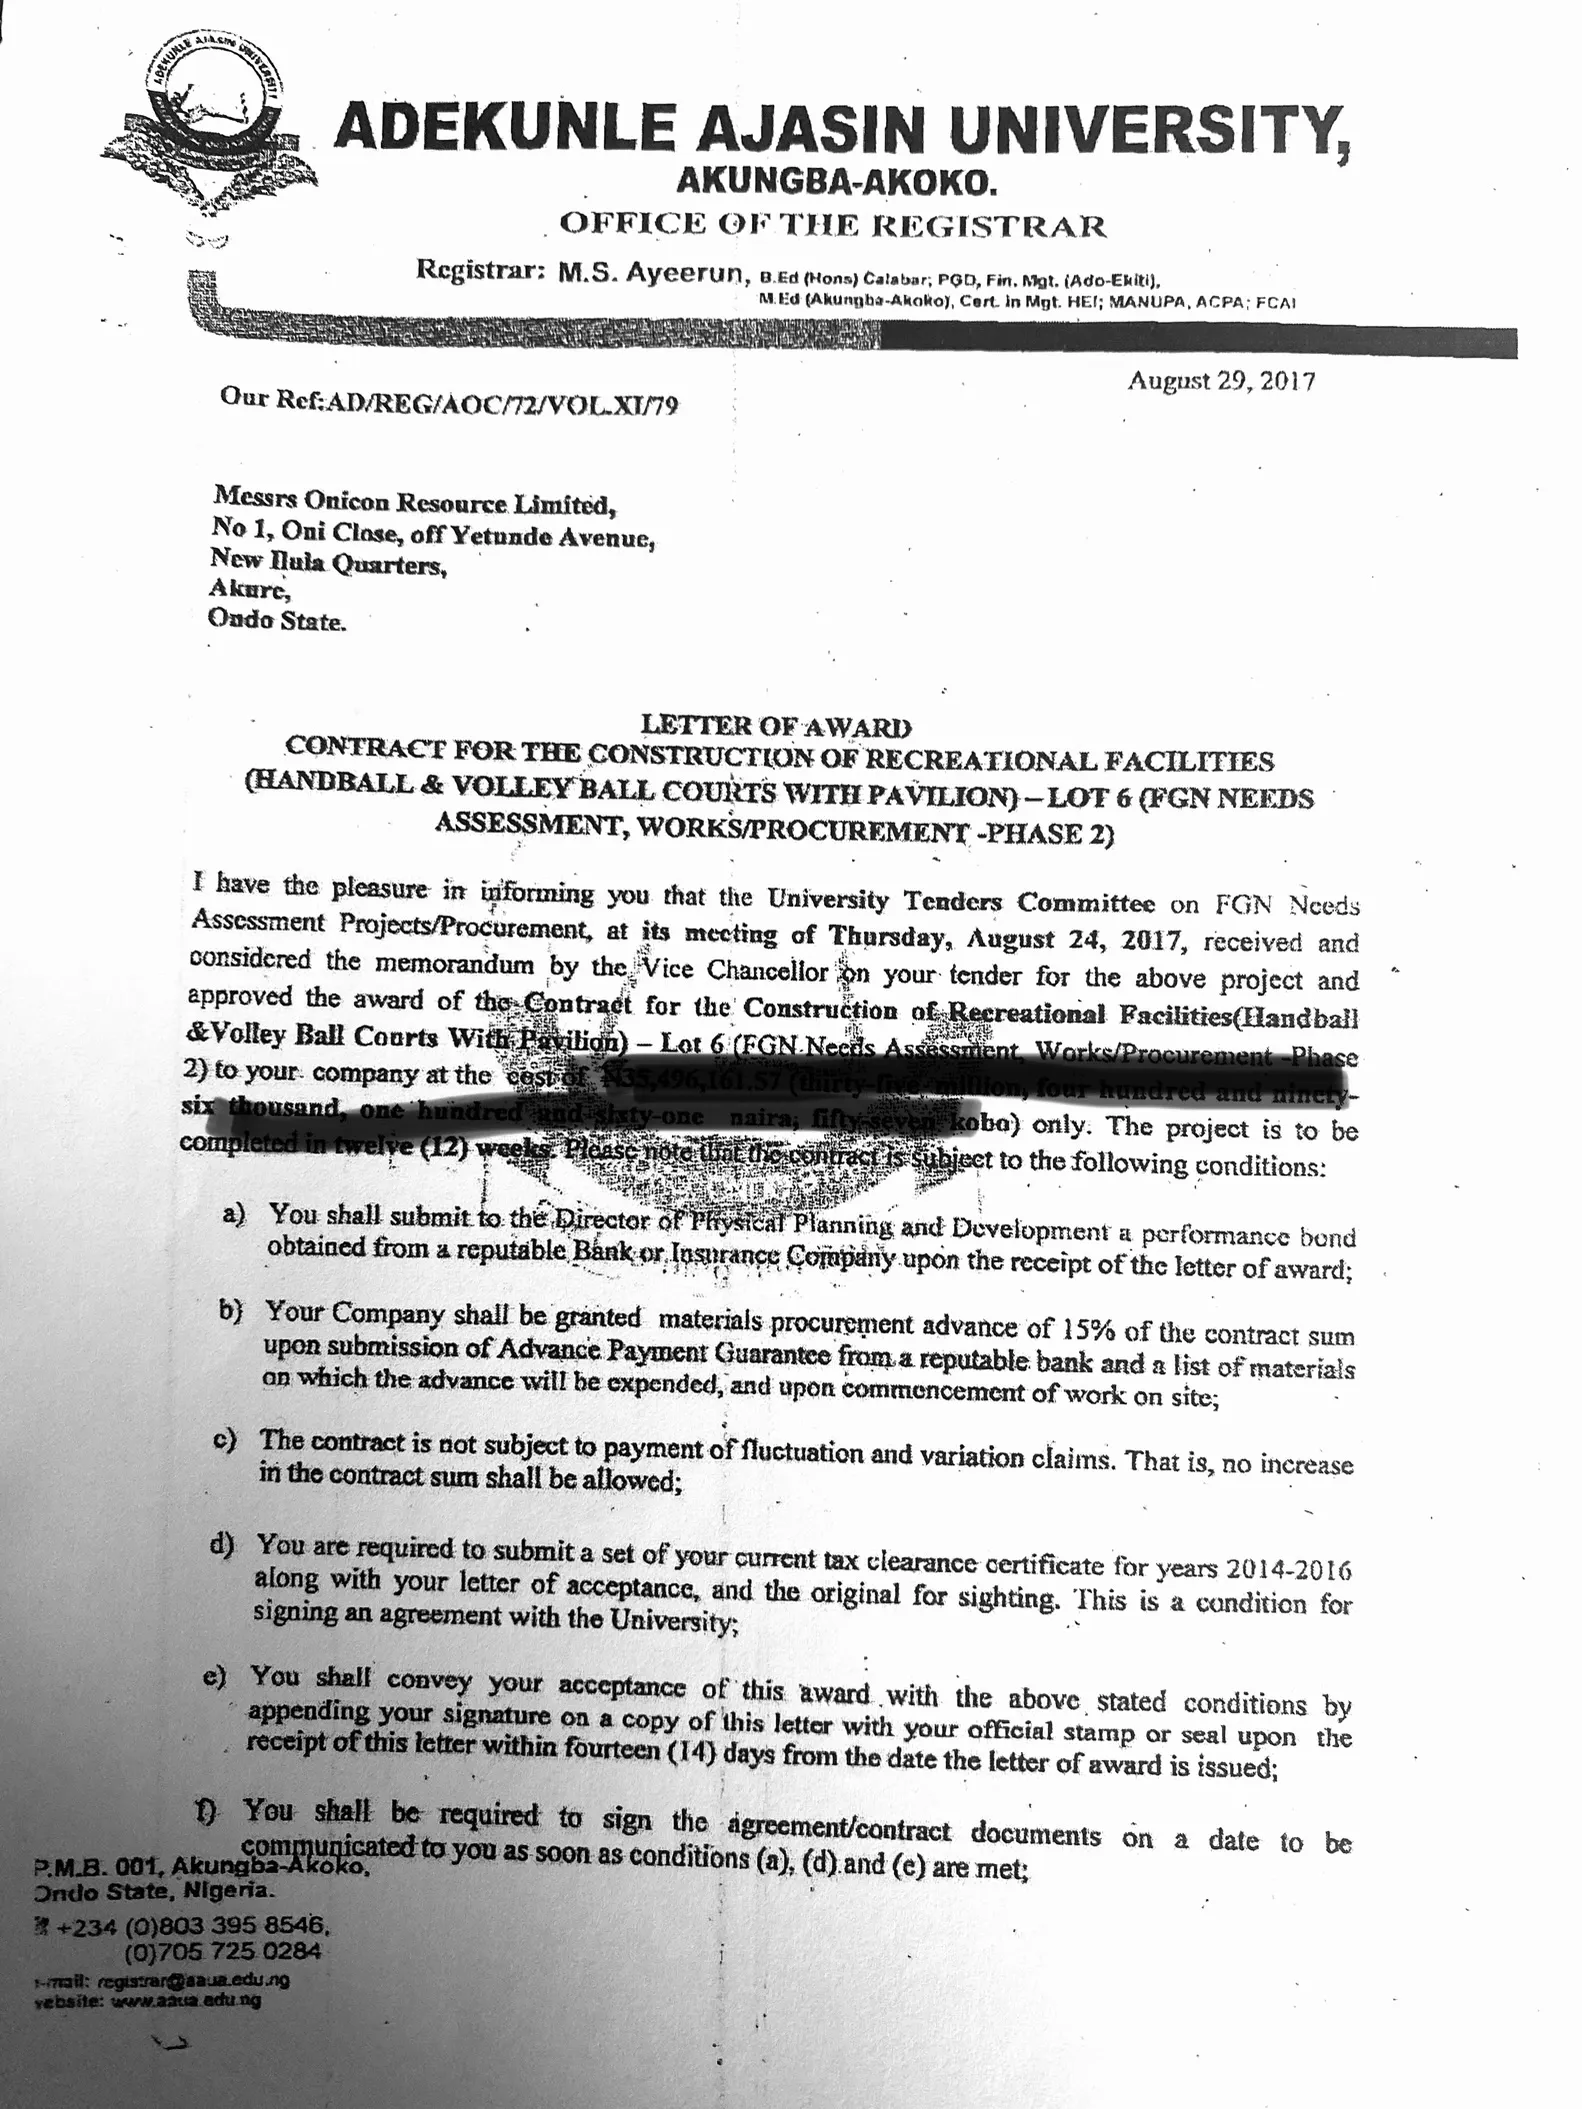 ADEKUNLE AJASIN UNIVERSITY
ADEKUNLE AJASIN UNIVERSITY,
AKUNGBA-AKOKO.
OFFICE OF THE REGISTRAR
Registrar: M.S. Ayeerun, B.Ed (Hons) Calabar; PGD, Fin. Mgt. (Ado-Ekiti),
M.Ed (Akungba-Akoko), Cert. in Mgt. HEI; MANUPA, ACPA; FCAI
August 29, 2017
Our Ref:AD/REG/AOC/72/VOL.XI/79
Messrs Onicon Resource Limited,
No 1, Oni Close, off Yetunde Avenue,
New Ilula Quarters,
Akure,
Ondo State.
LETTER OF AWARD
CONTRACT FOR THE CONSTRUCTION OF RECREATIONAL FACILITIES
(HANDBALL & VOLLEY BALL COURTS WITH PAVILION) – LOT 6 (FGN NEEDS
ASSESSMENT, WORKS/PROCUREMENT -PHASE 2)
I have the pleasure in informing you that the University Tenders Committee on FGN Needs
Assessment Projects/Procurement, at its meeting of Thursday, August 24, 2017, received and
considered the memorandum by the Vice Chancellor on your tender for the above project and
approved the award of the Contract for the Construction of Recreational Facilities(Handball
&Volley Ball Courts With Pavilion) – Lot 6 (FGN Needs Assessment, Works/Procurement -Phase
2) to your company at the cost of ₦35,496,161.57 (thirty-five million, four hundred and ninety-
six thousand, one hundred and sixty-one naira; fifty-seven kobo) only. The project is to be
completed in twelve (12) weeks. Please note that the contract is subject to the following conditions:
a) You shall submit to the Director of Physical Planning and Development a performance bond
obtained from a reputable Bank or Insurance Company upon the receipt of the letter of award;
b) Your Company shall be granted materials procurement advance of 15% of the contract sum
upon submission of Advance Payment Guarantee from a reputable bank and a list of materials
on which the advance will be expended, and upon commencement of work on site;
c) The contract is not subject to payment of fluctuation and variation claims. That is, no increase
in the contract sum shall be allowed;
d) You are required to submit a set of your current tax clearance certificate for years 2014-2016
along with your letter of acceptance, and the original for sighting. This is a condition for
signing an agreement with the University;
e) You shall convey your acceptance of this award with the above stated conditions by
appending your signature on a copy of this letter with your official stamp or seal upon the
receipt of this letter within fourteen (14) days from the date the letter of award is issued;
f) You shall be required to sign the agreement/contract documents on a date to be
communicated to you as soon as conditions (a), (d) and (e) are met;
P.M.B. 001, Akungba-Akoko,
Ondo State, Nigeria.
+234 (0)803 395 8546,
(0)705 725 0284
e-mail: registrar@aaua.edu.ng
website: www.aaua.edu.ng